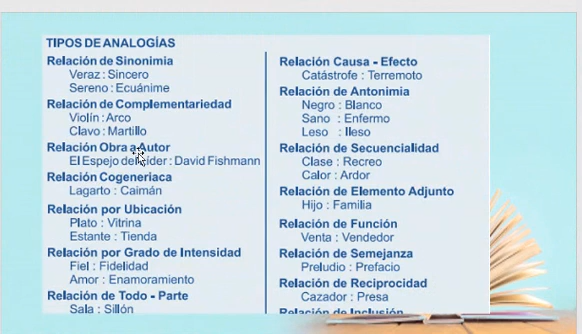 TIPOS DE ANALOGÍAS
Relación de Sinonimia
Veraz : Sincero
Sereno : Ecuánime
Relación de Complementariedad
Violín : Arco
Clavo : Martillo
Relación Obra a Autor
El Espejo del líder : David Fishmann
Relación Cogeneriaca
Lagarto : Caimán
Relación por Ubicación
Plato : Vitrina
Estante : Tienda
Relación por Grado de Intensidad
Fiel : Fidelidad
Amor : Enamoramiento
Relación de Todo - Parte
Sala : Sillón
Relación Causa - Efecto
Catástrofe : Terremoto
Relación de Antonimia
Negro : Blanco
Sano : Enfermo
Leso : Ileso
Relación de Secuencialidad
Clase : Recreo
Calor : Ardor
Relación de Elemento Adjunto
Hijo : Familia
Relación de Función
Venta : Vendedor
Relación de Semejanza
Preludio : Prefacio
Relación de Reciprocidad
Cazador : Presa
Relación de Inclusión